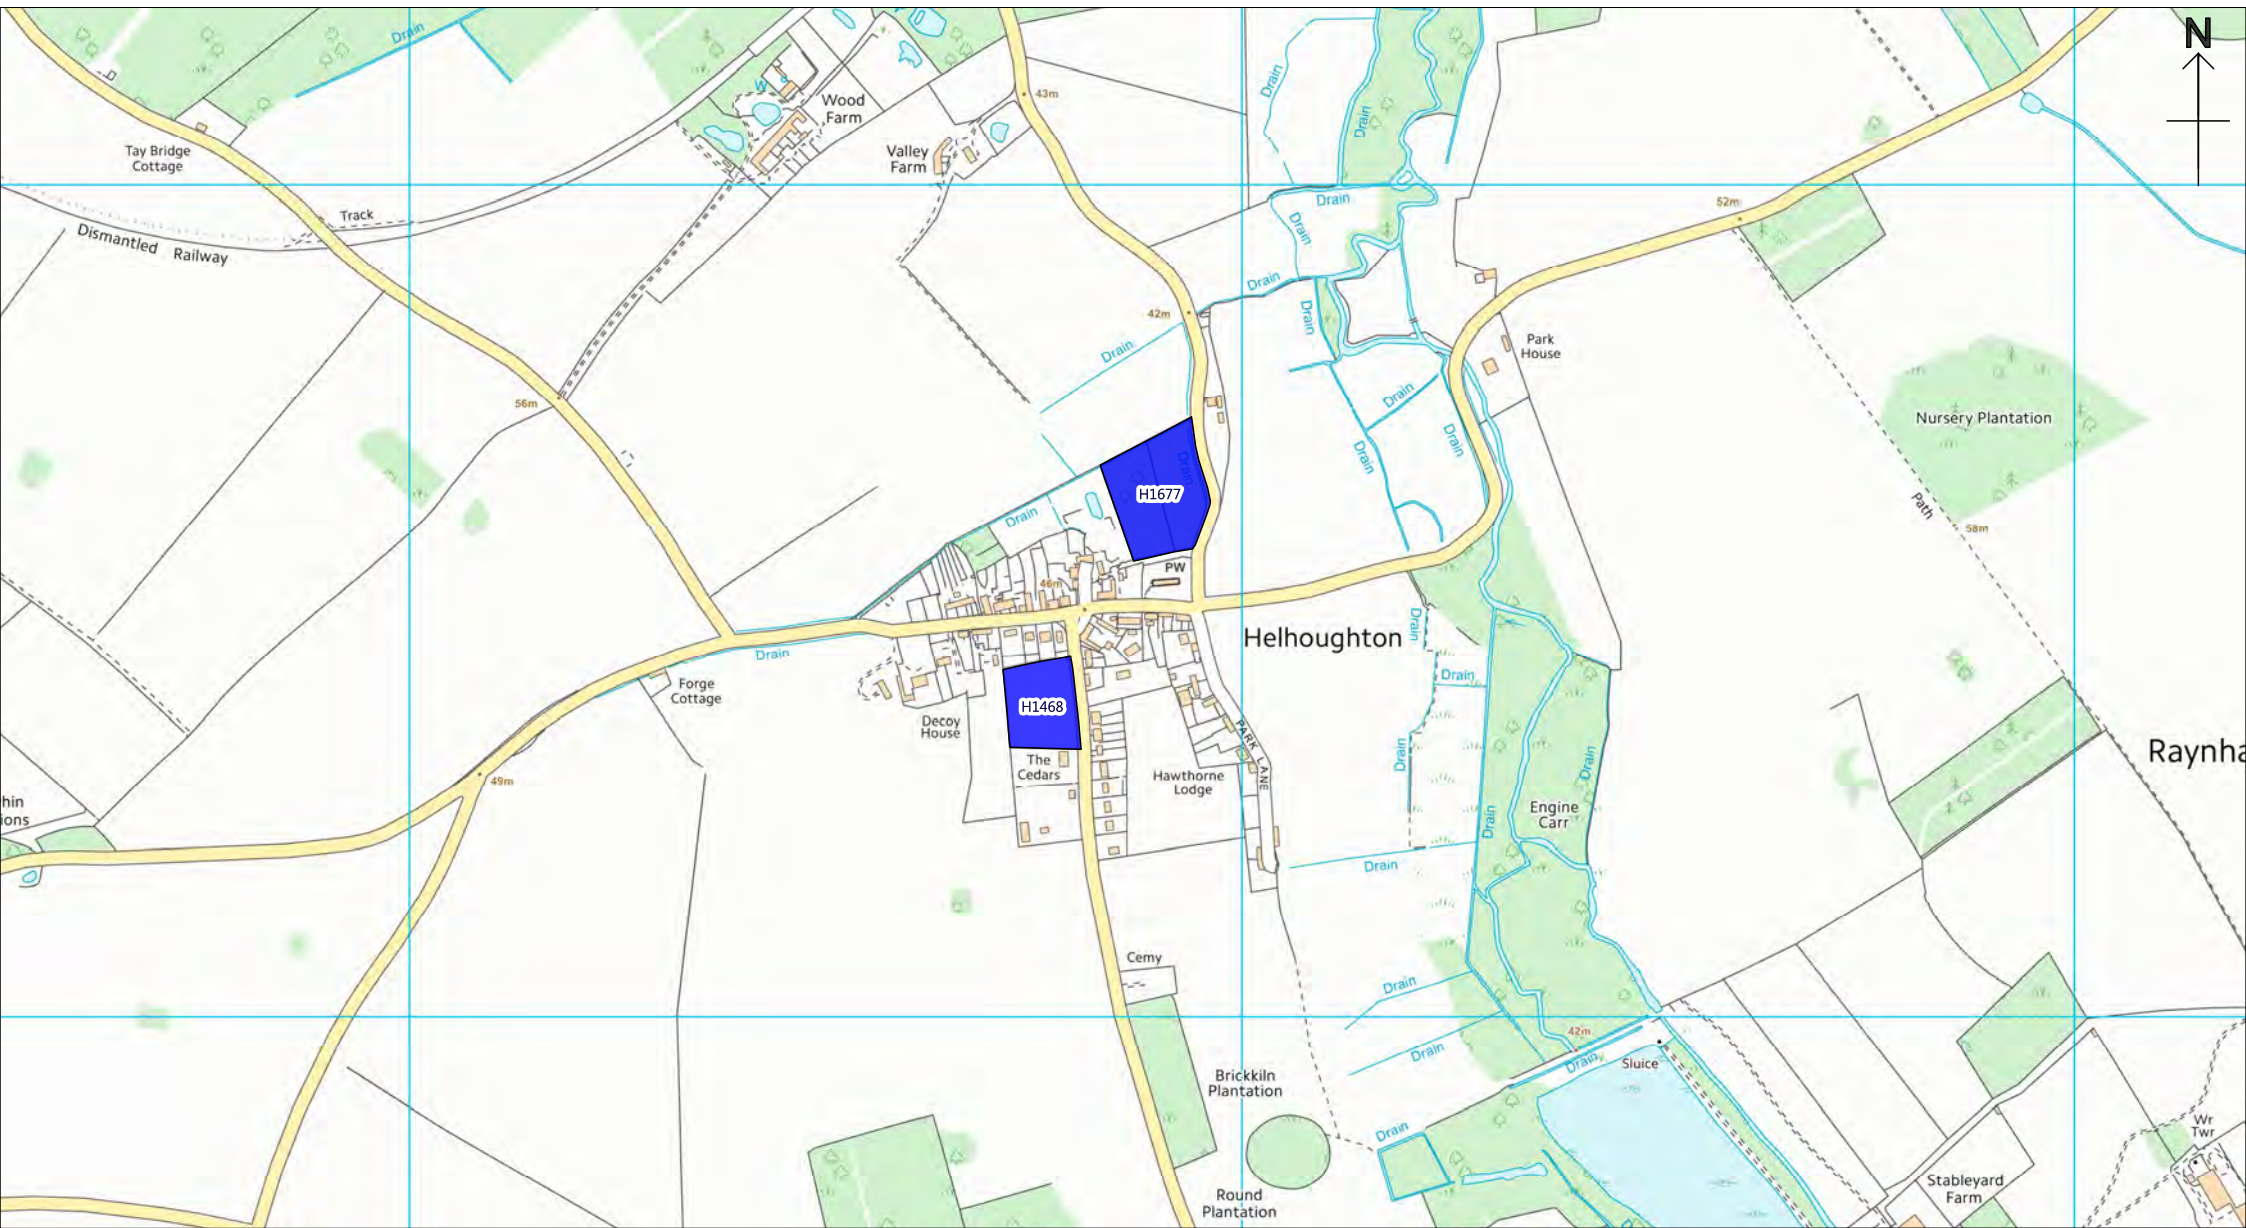 Drain
N
W
Wood
Farm
43m
Drain
Drain
Tay Bridge
Cottage
Valley
Farm
Track
Dismantled Railway
Drain
Drain
52m
Drain
42m
Drain
Drain
Park
House
56m
Drain
Drain
Drain
Nursery Plantation
Drain
H1677
Drain
Path
58m
PW
46m
Helhoughton
Drain
Drain
Drain
Forge
Cottage
H1468
Decoy
House
The
Cedars
PARK LANE
Hawthorne
Lodge
Drain
Drain
Drain
Raynha
49m
hin
ions
Engine
Carr
Drain
Cemy
Drain
Drain
42m
Drain
Sluice
Brickkiln
Plantation
Drain
Wr
Twr
Stableyard
Farm
Round
Plantation